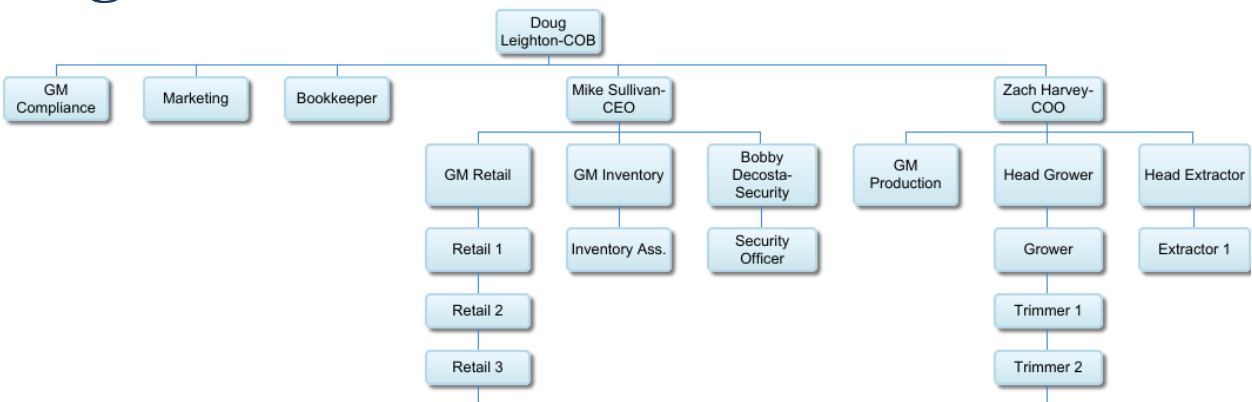 Doug
Leighton-COB
GM
Compliance
Marketing
Bookkeeper
Mike Sullivan-
CEO
Zach Harvey-
COO
GM Retail
GM Inventory
Bobby
Decosta-
Security
GM
Production
Head Grower
Head Extractor
Retail 1
Inventory Ass.
Security
Officer
Grower
Extractor 1
Retail 2
Trimmer 1
Retail 3
Trimmer 2